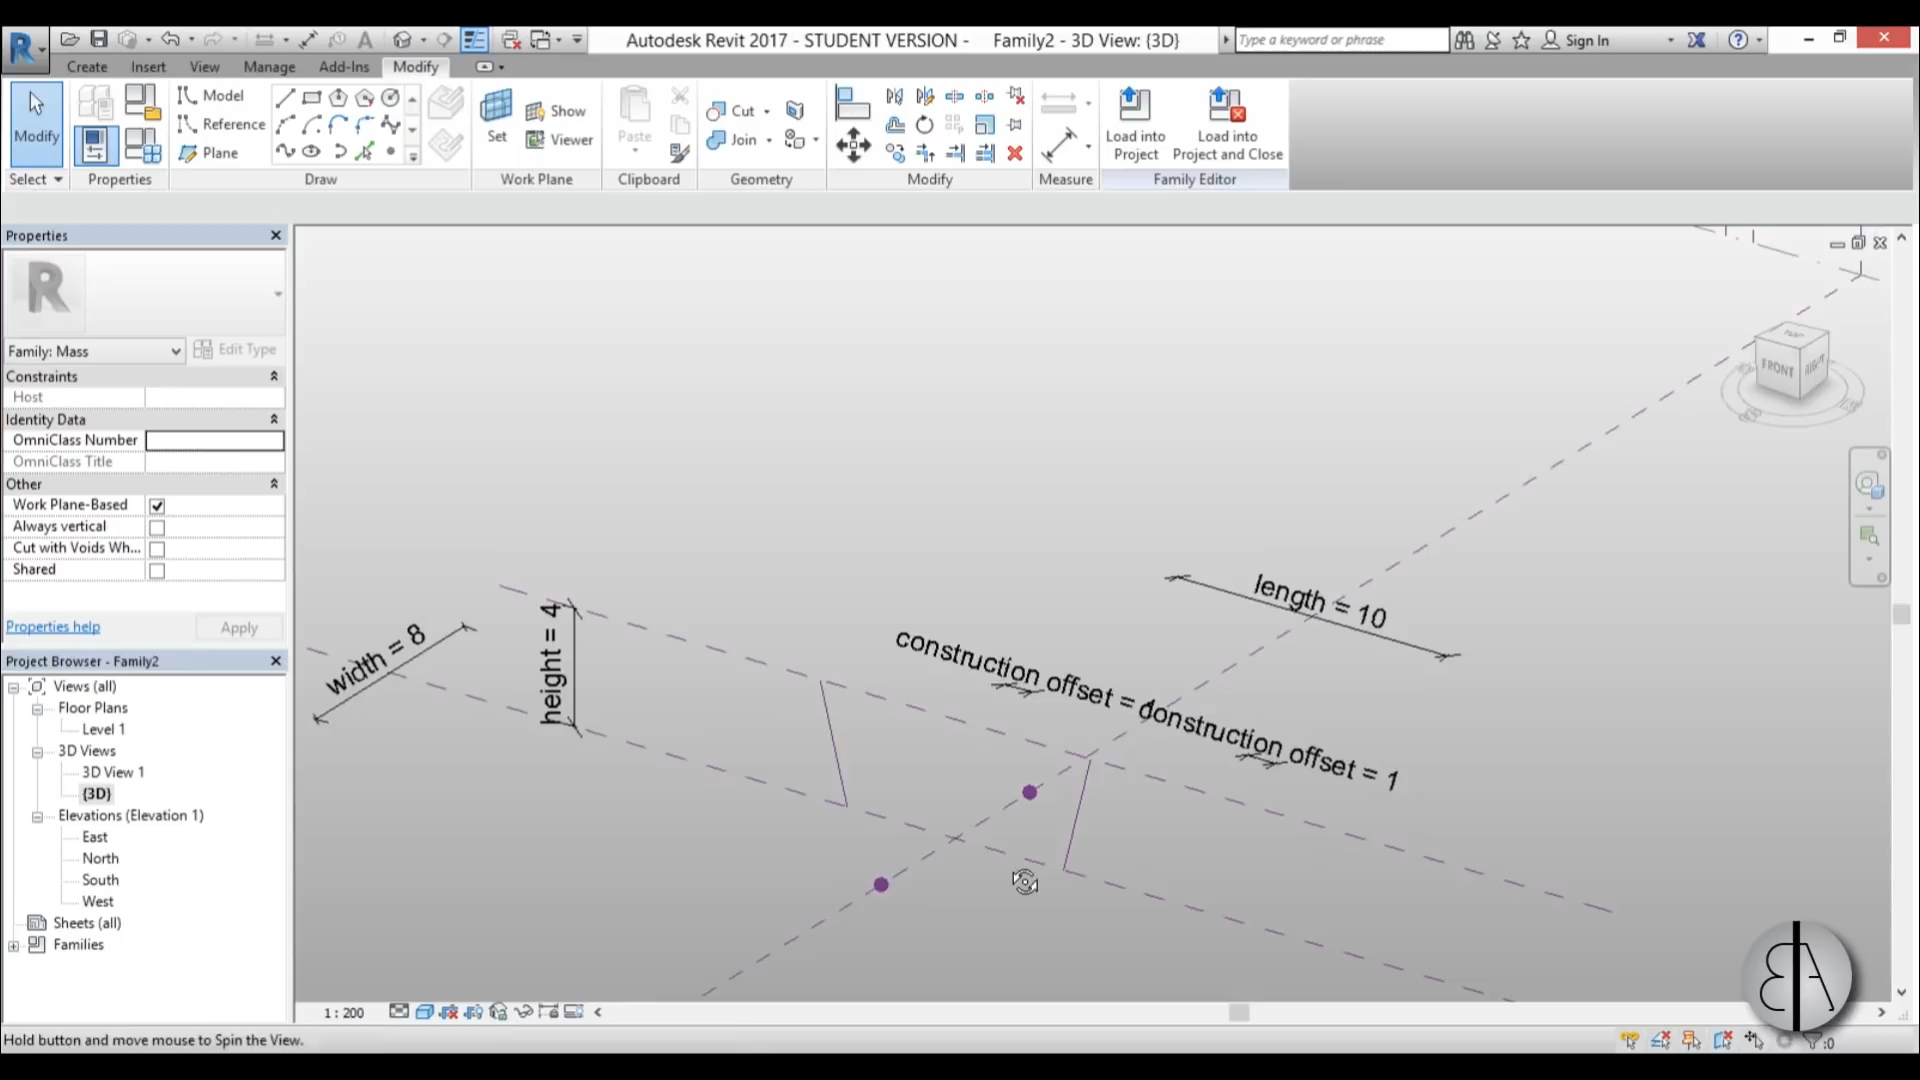 Autodesk Revit 2017 - STUDENT VERSION - Family2 - 3D View: {3D}
Type a keyword or phrase
Sign In
Create Insert View Manage Add-Ins Modify
Modify
Select
Properties
Model
Reference
Plane
Draw
Set
Show
Viewer
Work Plane
Paste
Clipboard
Cut
Join
Geometry
Modify
Measure
Load into
Project
Load into
Project and Close
Family Editor
Properties
R
Family: Mass
Edit Type
Constraints
Host
Identity Data
OmniClass Number
OmniClass Title
Other
Work Plane-Based
Always vertical
Cut with Voids Wh...
Shared
Properties help
Apply
Project Browser - Family2
Views (all)
Floor Plans
Level 1
3D Views
3D View 1
{3D}
Elevations (Elevation 1)
East
North
South
West
Sheets (all)
Families
width = 8
height = 4
length = 10
construction offset =
construction offset = 1
TOP
FRONT
RIGHT
1 : 200
Hold button and move mouse to Spin the View.
:0